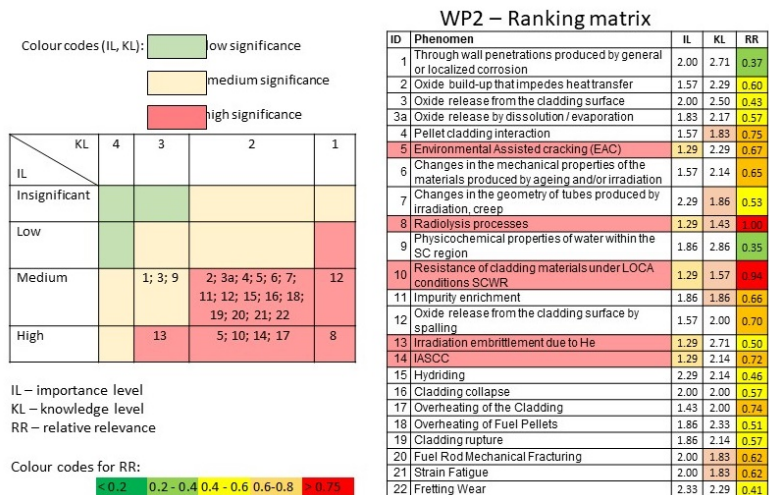 WP2 – Ranking matrix
Colour codes (IL, KL):
low significance
medium significance
high significance
KL 4 3 2 1
IL
Insignificant
Low
Medium 1; 3; 9 2; 3a; 4; 5; 6; 7; 12
11; 12; 15; 16; 18;
19; 20; 21; 22
High 13 5; 10; 14; 17 8
IL – importance level
KL – knowledge level
RR – relative relevance
Colour codes for RR:
< 0.2 0.2 - 0.4 0.4 - 0.6 0.6-0.8 > 0.75
ID Phenomen IL KL RR
1 Through wall penetrations produced by general 2.00 2.71 0.37
or localized corrosion
2 Oxide build-up that impedes heat transfer 1.57 2.29 0.60
3 Oxide release from the cladding surface 2.00 2.50 0.43
3a Oxide release by dissolution / evaporation 1.83 2.17 0.57
4 Pellet cladding interaction 1.57 1.83 0.75
5 Environmental Assisted cracking (EAC) 1.29 2.29 0.67
6 Changes in the mechanical properties of the 1.57 2.14 0.65
materials produced by ageing and/or irradiation
7 Changes in the geometry of tubes produced by 2.29 1.86 0.53
irradiation, creep
8 Radiolysis processes 1.29 1.43 1.00
9 Physicochemical properties of water within the 1.86 2.86 0.35
SC region
10 Resistance of cladding materials under LOCA 1.29 1.57 0.94
conditions SCWR
11 Impurity enrichment 1.86 1.86 0.66
12 Oxide release from the cladding surface by 1.57 2.00 0.70
spalling
13 Irradiation embrittlement due to He 1.29 2.71 0.50
14 IASCC 1.29 2.14 0.72
15 Hydriding 2.29 2.14 0.46
16 Cladding collapse 2.00 2.00 0.57
17 Overheating of the Cladding 1.43 2.00 0.74
18 Overheating of Fuel Pellets 1.86 2.33 0.51
19 Cladding rupture 1.86 2.14 0.57
20 Fuel Rod Mechanical Fracturing 2.00 1.83 0.62
21 Strain Fatigue 2.00 1.83 0.62
22 Fretting Wear 2.33 2.29 0.41